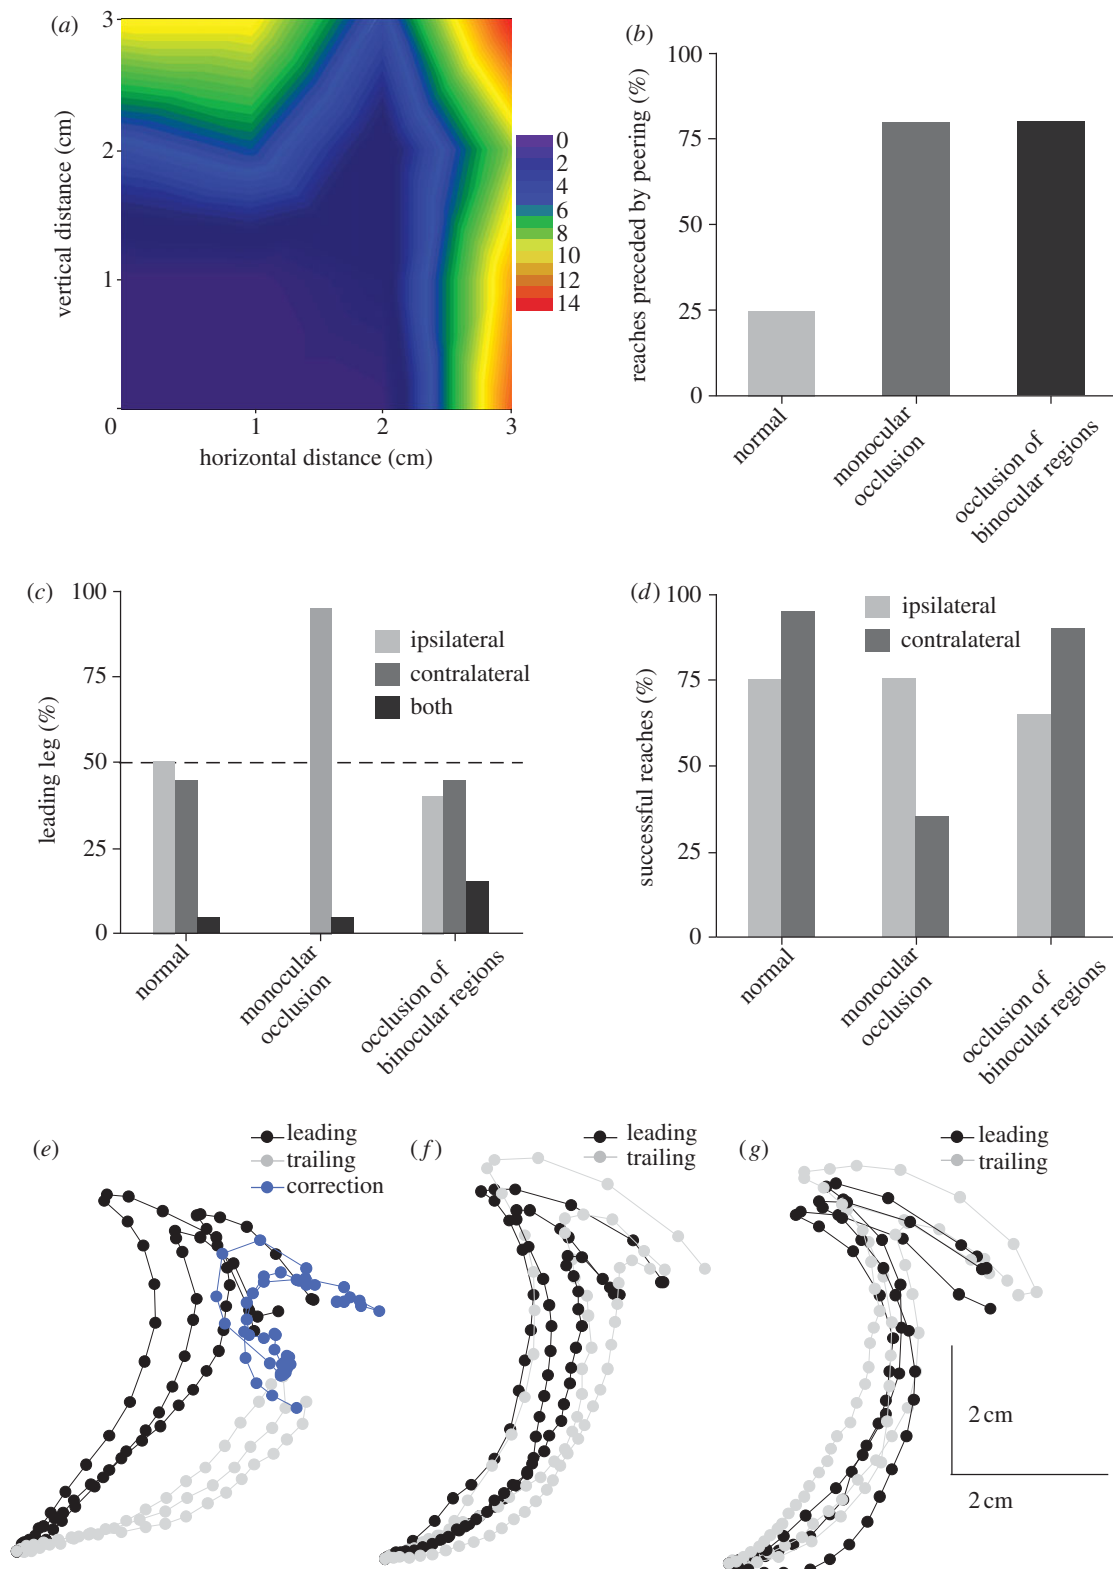 (a)
3
2
1
0
vertical distance (cm)
1
2
3
horizontal distance (cm)
0
2
4
6
8
10
12
14
(b)
100
75
50
25
0
reaches preceded by peering (%)
normal
monocular
occlusion
occlusion of
binocular regions
(c)
100
75
50
25
0
leading leg (%)
ipsilateral
contralateral
both
normal
monocular
occlusion
occlusion of
binocular regions
(d)
100
75
50
25
0
successful reaches (%)
ipsilateral
contralateral
normal
monocular
occlusion
occlusion of
binocular regions
(e)
leading
trailing
correction
(f)
leading
trailing
(g)
leading
trailing
2 cm
2 cm